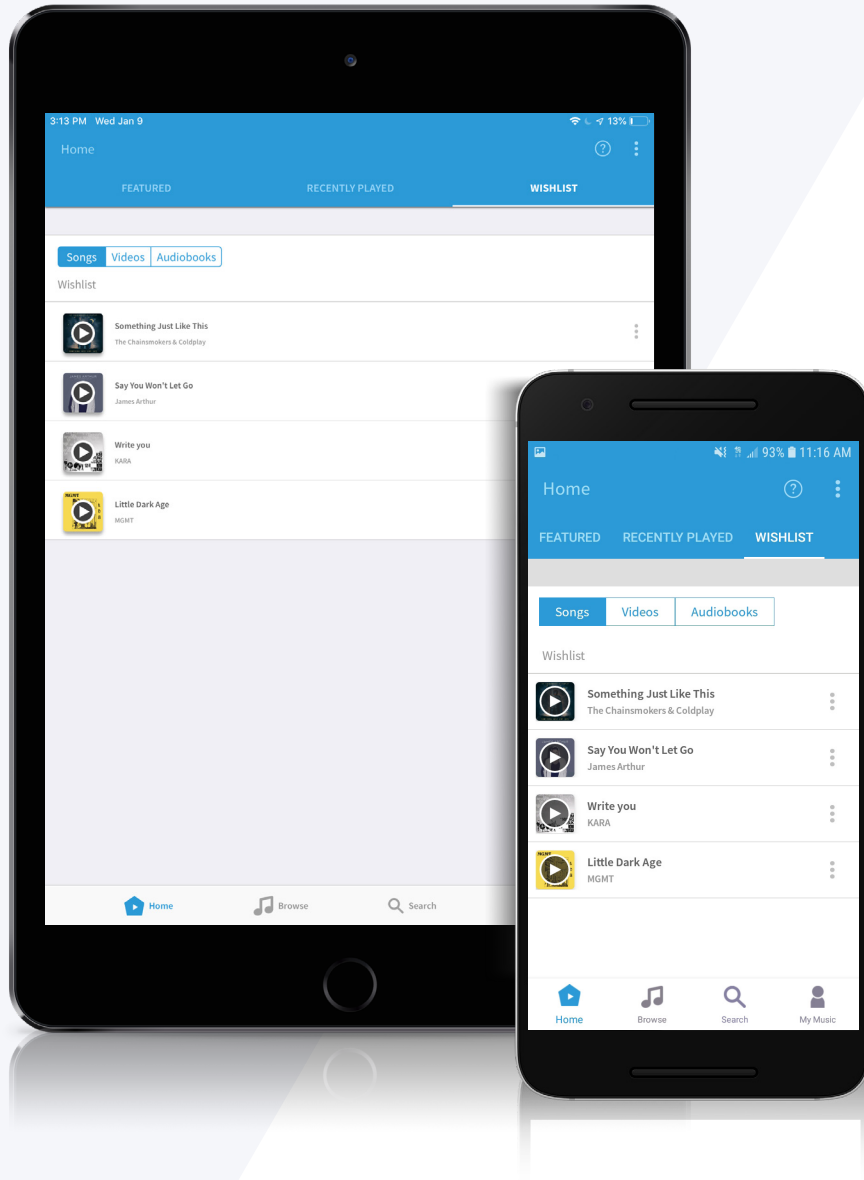 3:13 PM Wed Jan 9
13%
Home
?
FEATURED RECENTLY PLAYED WISHLIST
Songs Videos Audiobooks
Wishlist
Something Just Like This
The Chainsmokers & Coldplay
Say You Won't Let Go
James Arthur
Write you
KARA
MGMT
Little Dark Age
MGMT
Home Browse Search
93% 11:16 AM
Home
?
FEATURED RECENTLY PLAYED WISHLIST
Songs Videos Audiobooks
Wishlist
Something Just Like This
The Chainsmokers & Coldplay
Say You Won't Let Go
James Arthur
Write you
KARA
MGMT
Little Dark Age
MGMT
Home Browse Search My Music